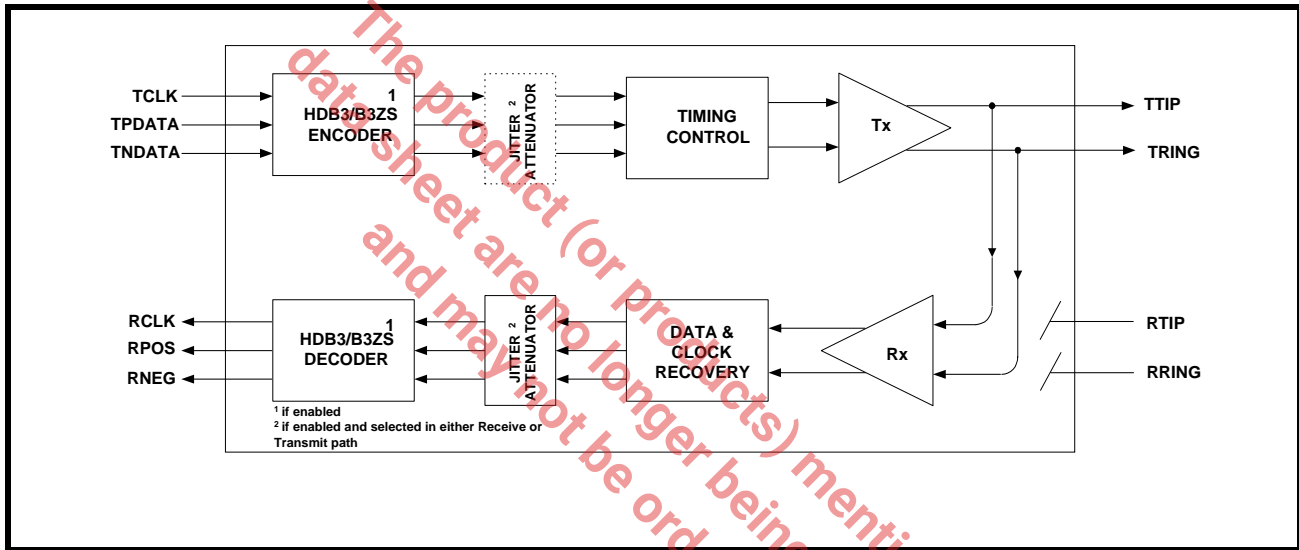 TCLK
TPDATA
TNDATA
1
HDB3/B3ZS
ENCODER
JITTER 2
ATTENUATOR
TIMING
CONTROL
Tx
TTIP
TRING
RCLK
RPOS
RNEG
1
HDB3/B3ZS
DECODER
JITTER 2
ATTENUATOR
DATA &
CLOCK
RECOVERY
Rx
RTIP
RRING
1 if enabled
2 if enabled and selected in either Receive or
Transmit path
The product (or products) menti
data sheet are no longer being
and may not be ord